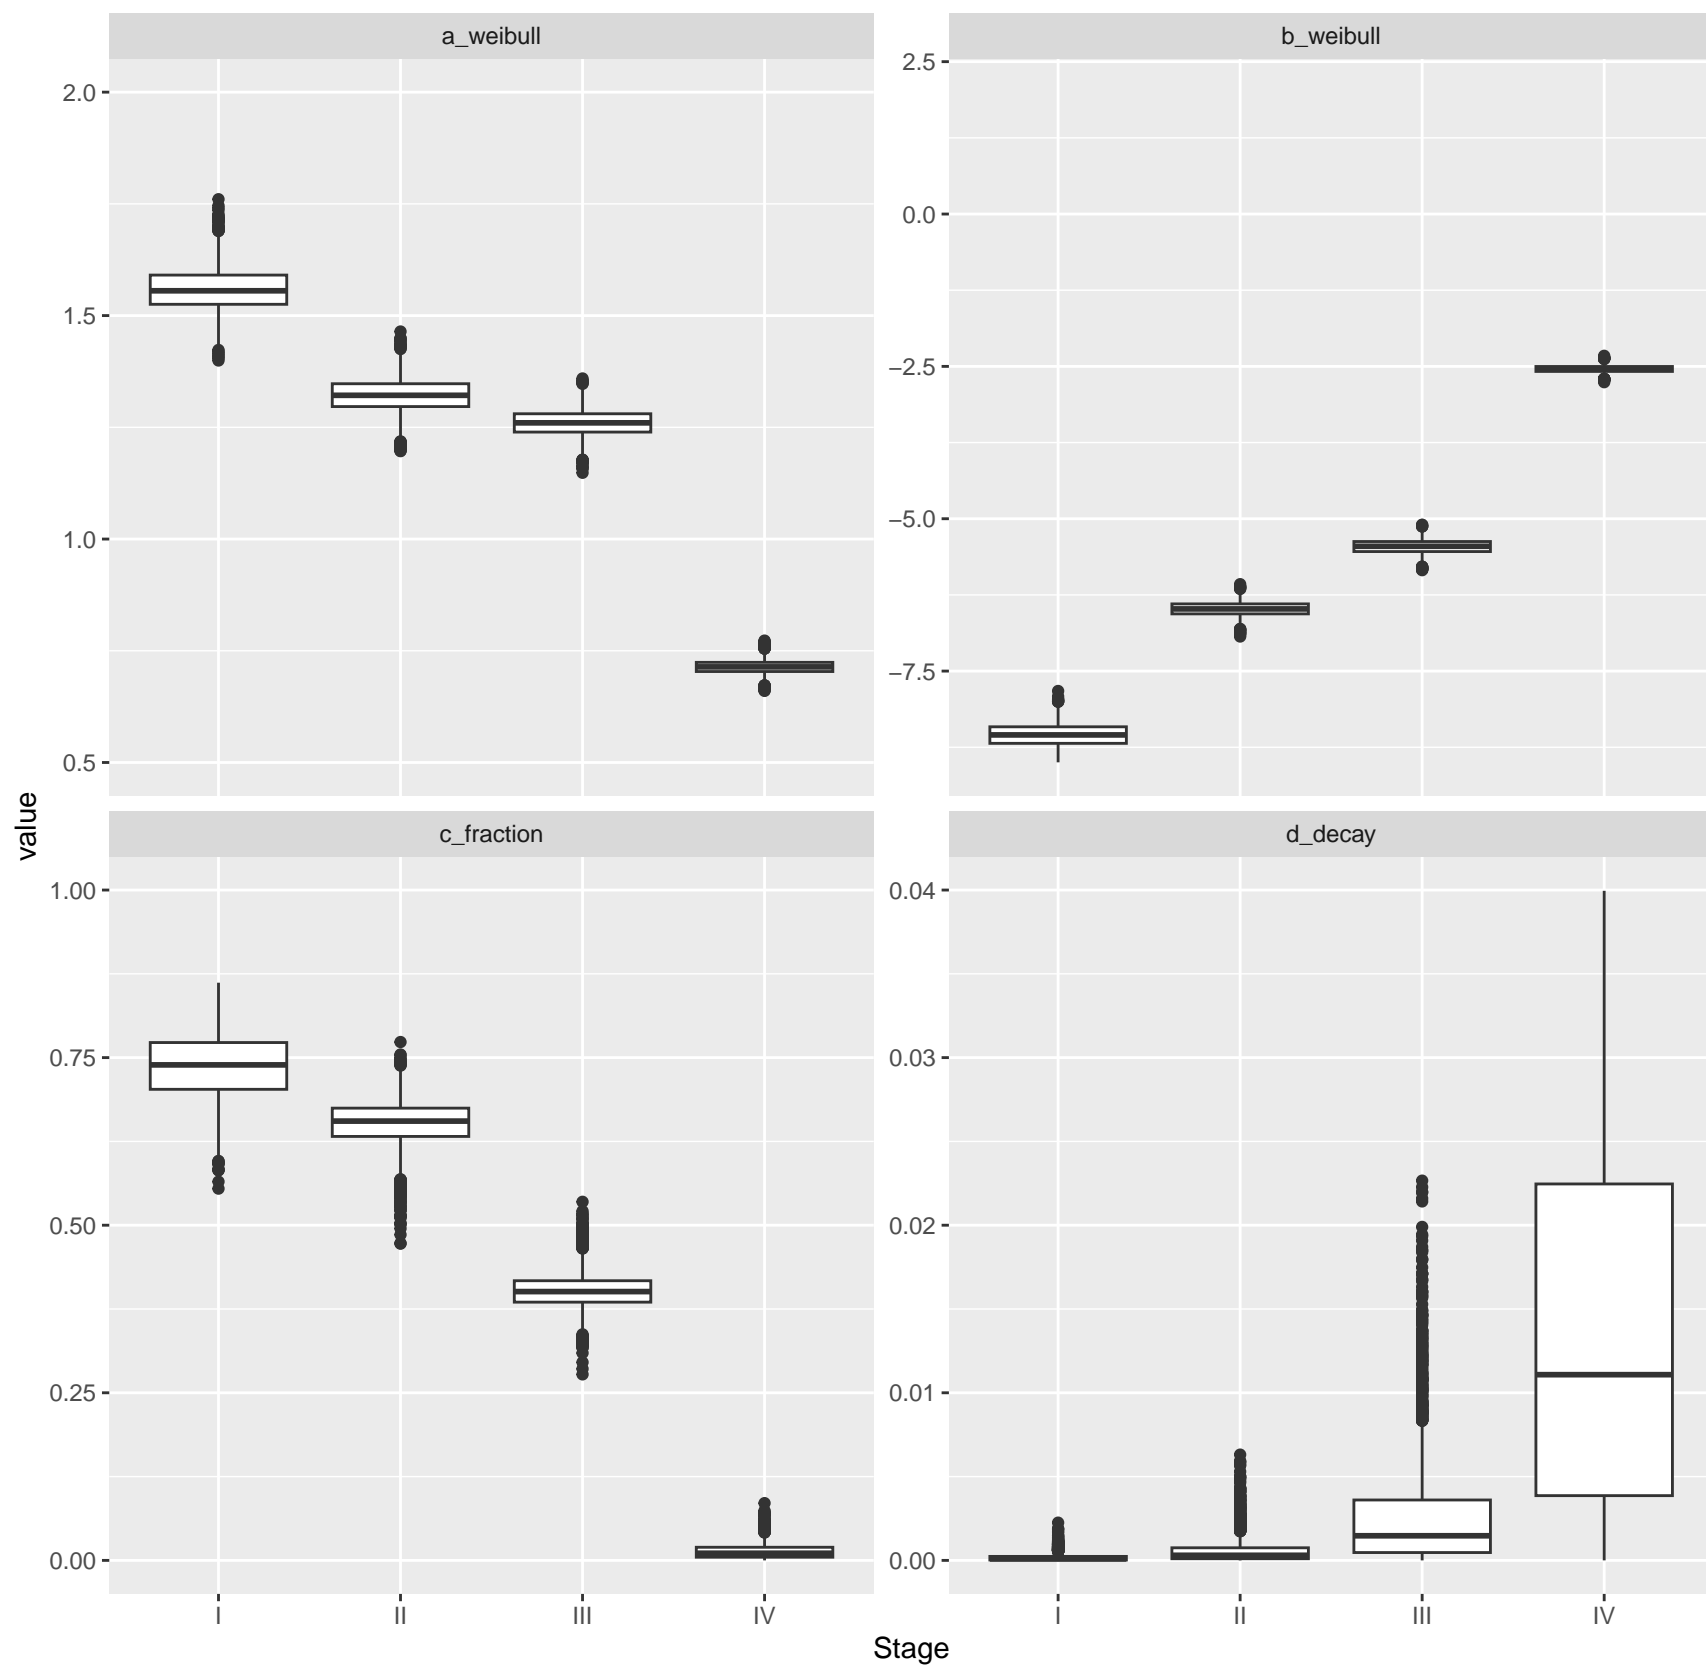 a_weibull
b_weibull
2.0
1.5
1.0
0.5
2.5
0.0
−2.5
−5.0
−7.5
value
c_fraction
d_decay
1.00
0.75
0.50
0.25
0.00
0.04
0.03
0.02
0.01
0.00
I II III IV
I II III IV
Stage